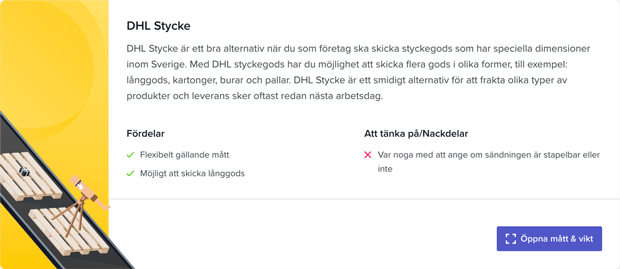 DHL Stycke
DHL Stycke är ett bra alternativ när du som företag ska skicka styckegods som har speciella dimensioner
inom Sverige. Med DHL styckegods har du möjlighet att skicka flera gods i olika former, till exempel:
långgods, kartonger, burar och pallar. DHL Stycke är ett smidigt alternativ för att frakta olika typer av
produkter och leverans sker oftast redan nästa arbetsdag.
Fördelar
Flexibelt gällande mått
Möjligt att skicka långgods
Att tänka på/Nackdelar
Var noga med att ange om sändningen är stapelbar eller
inte
Öppna mått & vikt